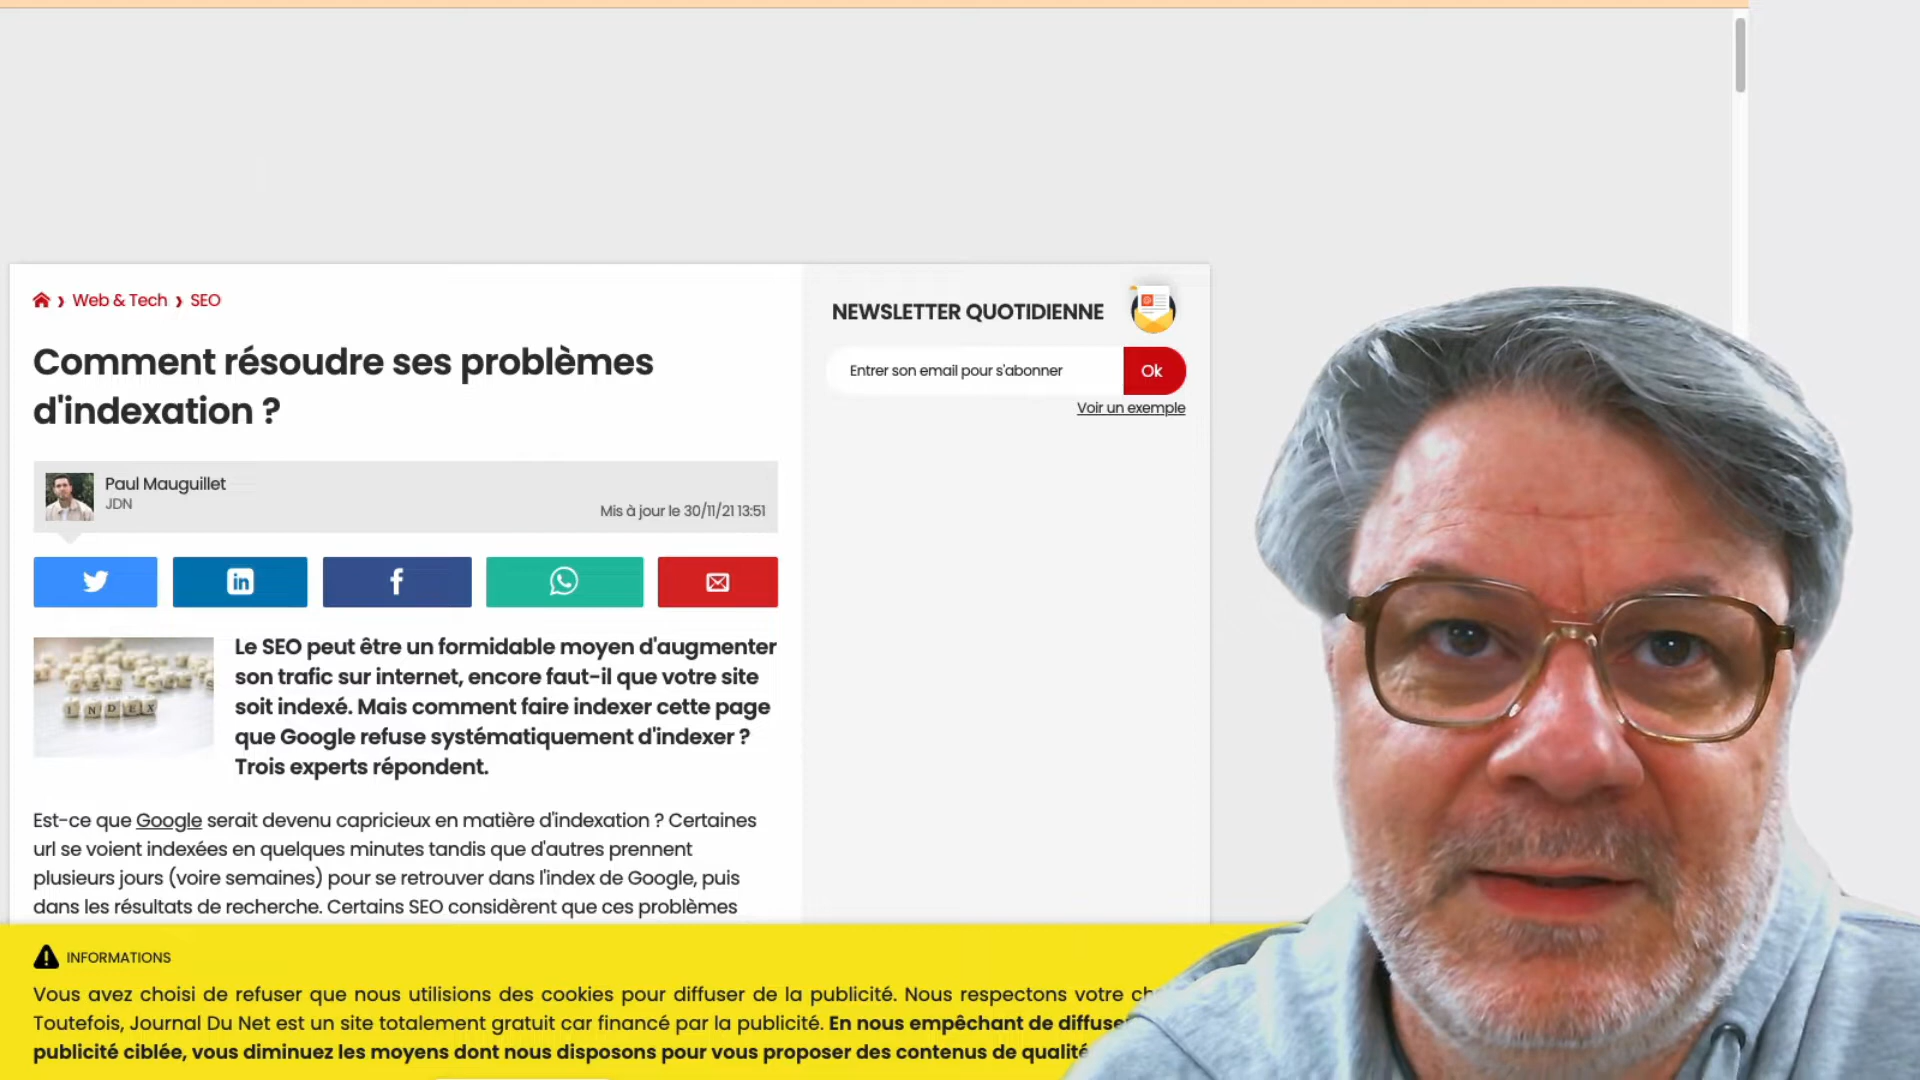 Web & Tech › SEO
Comment résoudre ses problèmes
d'indexation ?
Paul Mauguillet
JDN
Mis à jour le 30/11/21 13:51
INDEX
Le SEO peut être un formidable moyen d'augmenter
son trafic sur internet, encore faut-il que votre site
soit indexé. Mais comment faire indexer cette page
que Google refuse systématiquement d'indexer ?
Trois experts répondent.
Est-ce que Google serait devenu capricieux en matière d'indexation ? Certaines
url se voient indexées en quelques minutes tandis que d'autres prennent
plusieurs jours (voire semaines) pour se retrouver dans l'index de Google, puis
dans les résultats de recherche. Certains SEO considèrent que ces problèmes
NEWSLETTER QUOTIDIENNE
Entrer son email pour s'abonner
Ok
Voir un exemple
INFORMATIONS
Vous avez choisi de refuser que nous utilisions des cookies pour diffuser de la publicité. Nous respectons votre
Toutefois, Journal Du Net est un site totalement gratuit car financé par la publicité. En nous empêchant de
publicité ciblée, vous diminuez les moyens dont nous disposons pour vous proposer des contenus de qualité